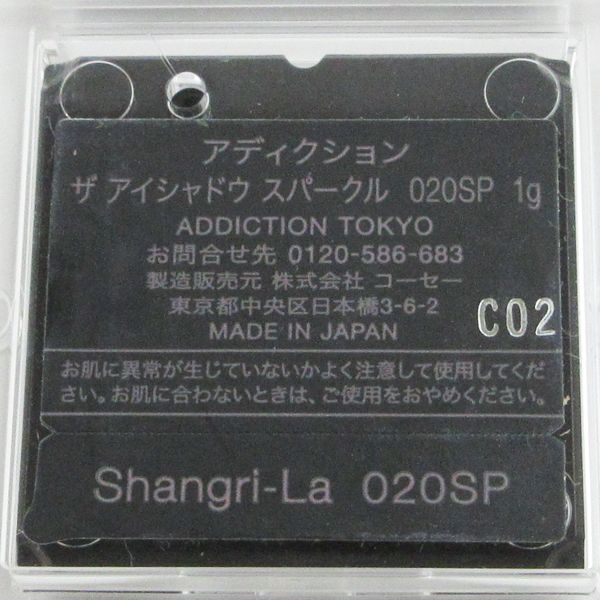 アディクション
ザ アイシャドウ スパークル 020SP 1g
ADDICTION TOKYO
お問合せ先 0120-586-683
製造販売元 株式会社 コーセー
東京都中央区日本橋3-6-2
MADE IN JAPAN
C02
お肌に異常が生じていないかよく注意して使用してくだ
さい。お肌に合わないときは、ご使用をおやめください。
Shangri-La 020SP